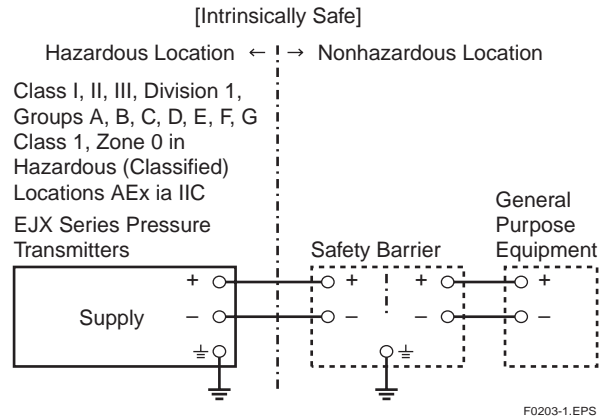 [Intrinsically Safe]
Hazardous Location ← → Nonhazardous Location
Class I, II, III, Division 1,
Groups A, B, C, D, E, F, G
Class 1, Zone 0 in
Hazardous (Classified)
Locations AEx ia IIC
EJX Series Pressure
Transmitters
Safety Barrier
General
Purpose
Equipment
+ + + +
Supply
– – – –
F0203-1.EPS